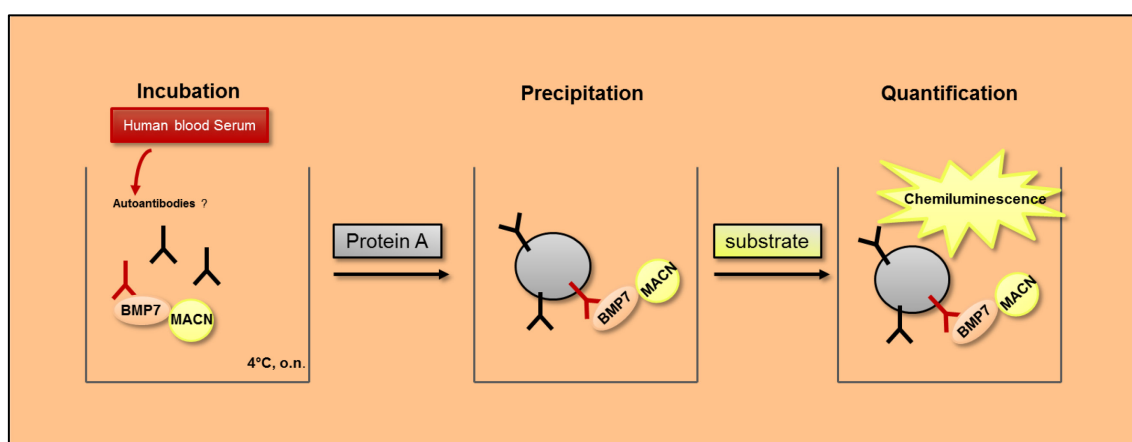 Incubation
Precipitation
Quantification
Human blood Serum
Autoantibodies ?
Protein A
substrate
Chemiluminescence
BMP7
MACN
BMP7
MACN
BMP7
MACN
4°C, o.n.